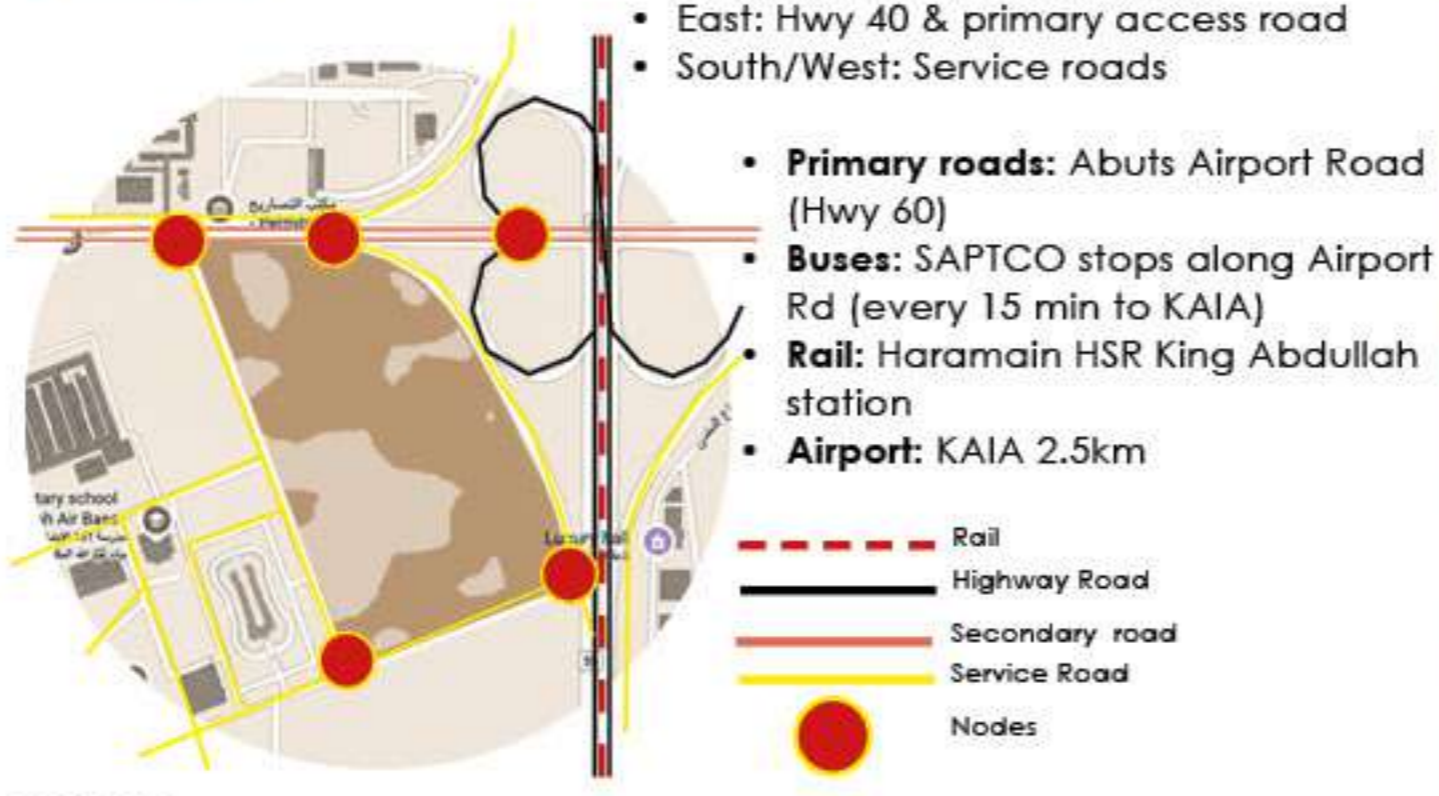 • East: Hwy 40 & primary access road
• South/West: Service roads
• Primary roads: Abuts Airport Road
(Hwy 60)
• Buses: SAPTCO stops along Airport
Rd (every 15 min to KAIA)
• Rail: Haramain HSR King Abdullah
station
• Airport: KAIA 2.5km
مكتب التصاريح
tary school
Rail
Highway Road
Secondary road
Service Road
Nodes